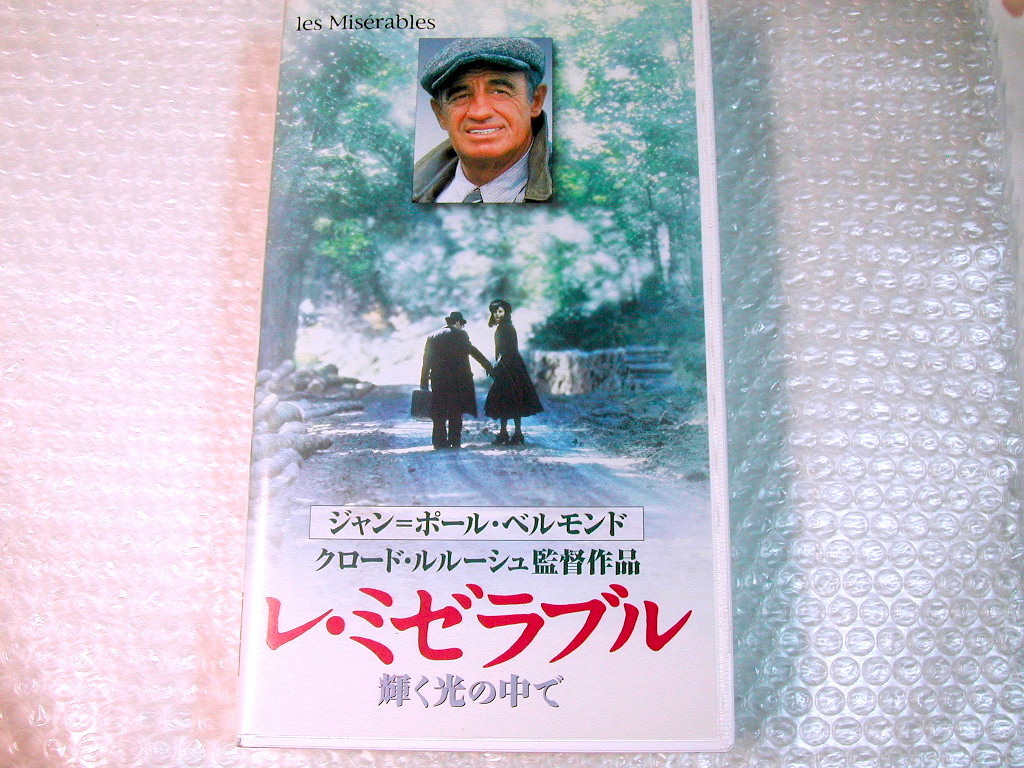 les Misérables
ジャン=ポール・ベルモンド
クロード・ルルーシュ監督作品
レ・ミゼラブル
輝く光の中で